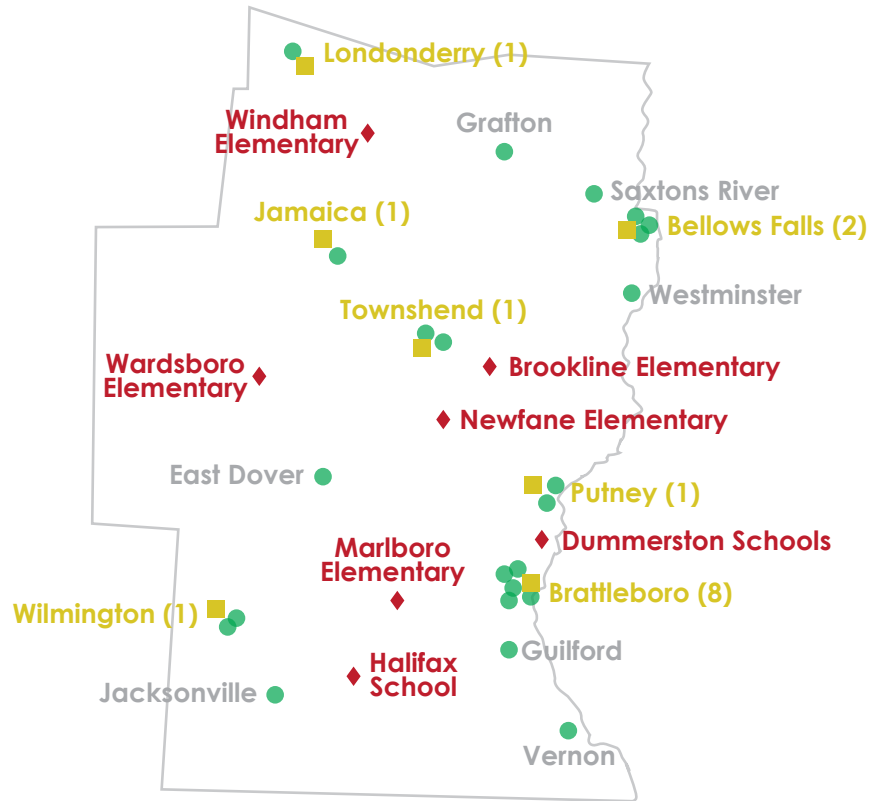 Londonderry (1)
Windham
Elementary
Grafton
Saxtons River
Jamaica (1)
Bellows Falls (2)
Westminster
Townshend (1)
Wardsboro
Elementary
Brookline Elementary
Newfane Elementary
East Dover
Putney (1)
Marlboro
Elementary
Dummerston Schools
Wilmington (1)
Brattleboro (8)
Guilford
Halifax
School
Jacksonville
Vernon